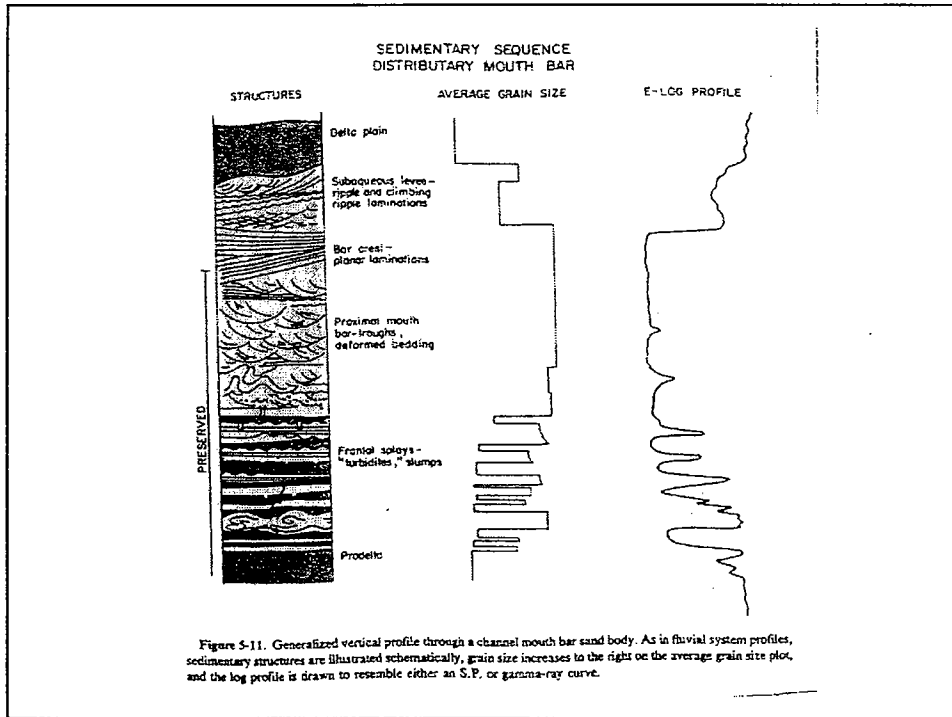 SEDIMENTARY SEQUENCE
DISTRIBUTARY MOUTH BAR
STRUCTURES
AVERAGE GRAIN SIZE
E-LOG PROFILE
Delta plain
Subaqueous levee-
ripple and climbing
ripple laminations
Bar crest-
planar laminations
Proximal mouth
bar-troughs,
deformed bedding
PRESERVED
Frontal splays-
"turbidites," slumps
Prodelta
Figure 5-11. Generalized vertical profile through a channel mouth bar sand body. As in fluvial system profiles,
sedimentary structures are illustrated schematically, grain size increases to the right on the average grain size plot,
and the log profile is drawn to resemble either an S.P. or gamma-ray curve.